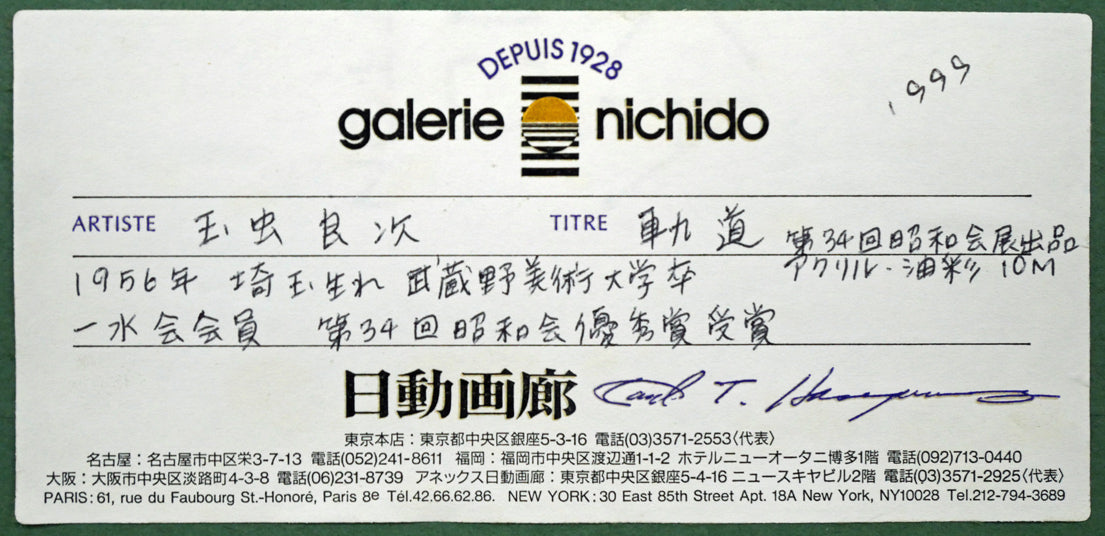 DEPUIS 1928
1999
galerie nichido
ARTISTE 玉虫良次 TITRE 軌道 第34回昭和会展出品
アクリル・油彩 10M
1956年 埼玉生れ 武蔵野美術大学卒
一水会会員 第34回昭和会優秀賞受賞
日動画廊
東京本店：東京都中央区銀座5-3-16 電話(03)3571-2553〈代表〉
名古屋：名古屋市中区栄3-7-13 電話(052)241-8611 福岡：福岡市中央区渡辺通1-1-2 ホテルニューオータニ博多1階 電話(092)713-0440
大阪：大阪市中央区淡路町4-3-8 電話(06)231-8739 アネックス日動画廊：東京都中央区銀座5-4-16 ニュースキヤビル2階 電話(03)3571-2925〈代表〉
PARIS: 61, rue du Faubourg St.-Honoré, Paris 8e Tél.42.66.62.86. NEW YORK: 30 East 85th Street Apt. 18A New York, NY10028 Tel.212-794-3689